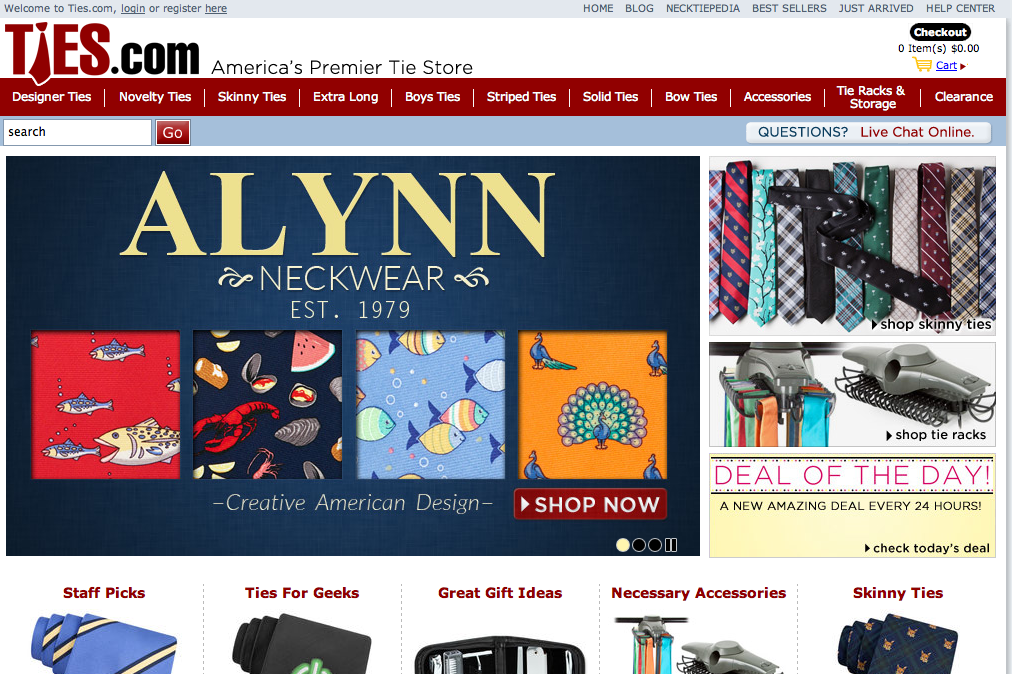 Welcome to Ties.com, login or register here
HOME BLOG NECKTIEPEDIA BEST SELLERS JUST ARRIVED HELP CENTER
TiES.com America's Premier Tie Store
Checkout
0 Item(s) $0.00
Cart
Designer Ties Novelty Ties Skinny Ties Extra Long Boys Ties Striped Ties Solid Ties Bow Ties Accessories Tie Racks & Storage Clearance
search Go
QUESTIONS? Live Chat Online.
ALYNN
NECKWEAR
EST. 1979
–Creative American Design–
SHOP NOW
shop skinny ties
shop tie racks
DEAL OF THE DAY!
A NEW AMAZING DEAL EVERY 24 HOURS!
check today's deal
Staff Picks Ties For Geeks Great Gift Ideas Necessary Accessories Skinny Ties